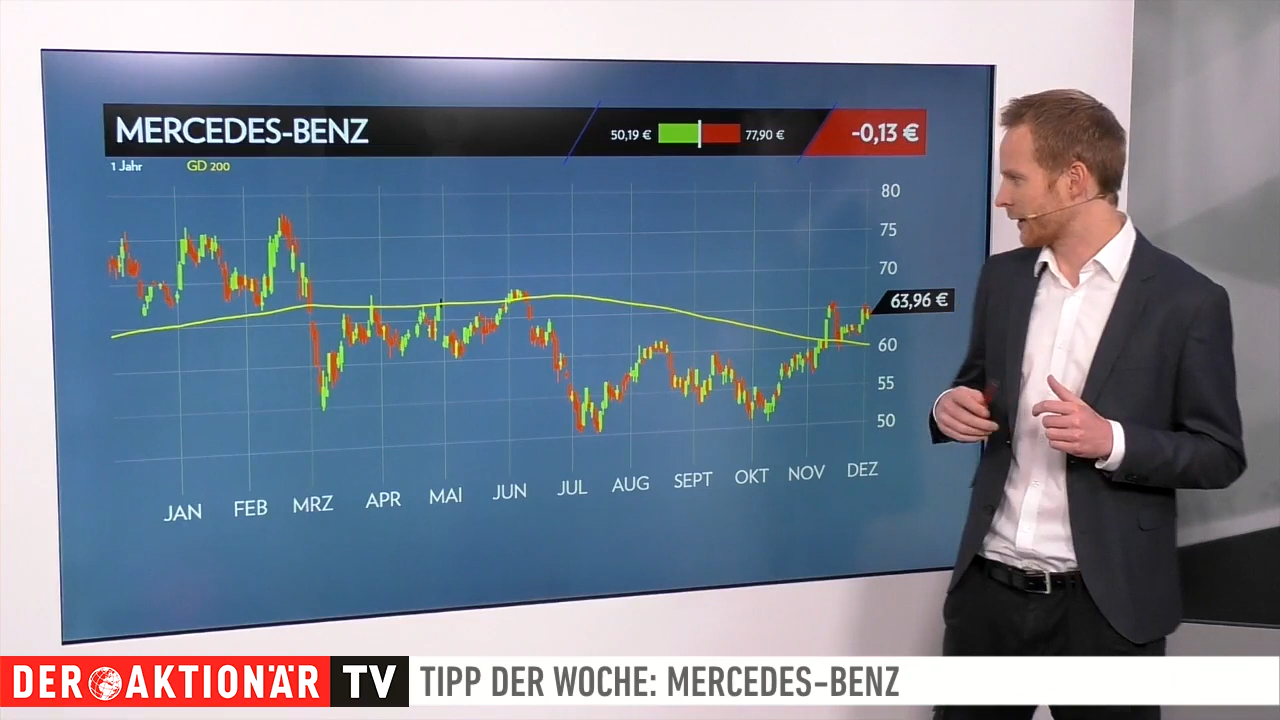 MERCEDES-BENZ
50,19 € 77,90 € -0,13 €
1 Jahr GD 200
80
75
70
63,96 €
60
55
50
JAN FEB MRZ APR MAI JUN JUL AUG SEPT OKT NOV DEZ
DER AKTIONÄR TV TIPP DER WOCHE: MERCEDES-BENZ